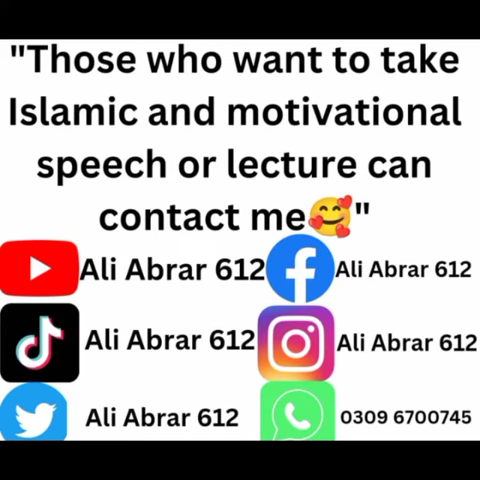 "Those who want to take
Islamic and motivational
speech or lecture can
contact me🥰"
Ali Abrar 612
Ali Abrar 612
Ali Abrar 612
Ali Abrar 612
Ali Abrar 612
0309 6700745